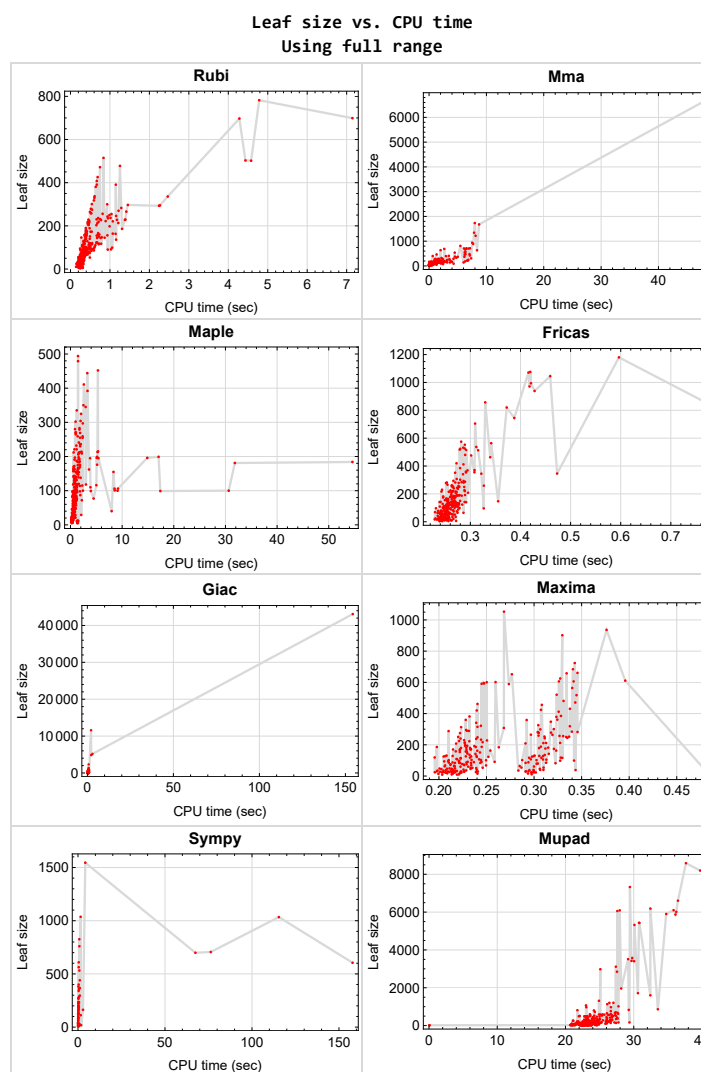 Leaf size vs. CPU time
Using full range
Rubi
Leaf size
800
600
400
200
0
0 1 2 3 4 5 6 7
CPU time (sec)
Mma
Leaf size
6000
5000
4000
3000
2000
1000
0
0 10 20 30 40
CPU time (sec)
Maple
Leaf size
500
400
300
200
100
0
0 10 20 30 40 50
CPU time (sec)
Fricas
Leaf size
1200
1000
800
600
400
200
0
0.3 0.4 0.5 0.6 0.7
CPU time (sec)
Giac
Leaf size
40 000
30 000
20 000
10 000
0
0 50 100 150
CPU time (sec)
Maxima
Leaf size
1000
800
600
400
200
0
0.20 0.25 0.30 0.35 0.40 0.45
CPU time (sec)
Sympy
Leaf size
1500
1000
500
0
0 50 100 150
CPU time (sec)
Mupad
Leaf size
8000
6000
4000
2000
0
0 10 20 30
CPU time (sec)